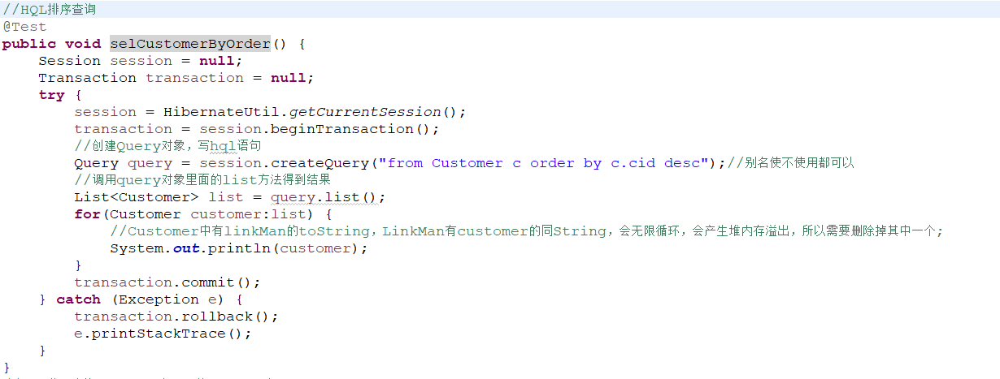 //HQL排序查询
@Test
public void selCustomerByOrder() {
    Session session = null;
    Transaction transaction = null;
    try {
        session = HibernateUtil.getCurrentSession();
        transaction = session.beginTransaction();
        //创建Query对象，写hql语句
        Query query = session.createQuery("from Customer c order by c.cid desc");//别名使不使用都可以
        //调用query对象里面的list方法得到结果
        List<Customer> list = query.list();
        for(Customer customer:list) {
            //Customer中有linkMan的toString，LinkMan有customer的同String，会无限循环，会产生堆内存溢出，所以需要删除掉其中一个;
            System.out.println(customer);
        }
        transaction.commit();
    } catch (Exception e) {
        transaction.rollback();
        e.printStackTrace();
    }
}